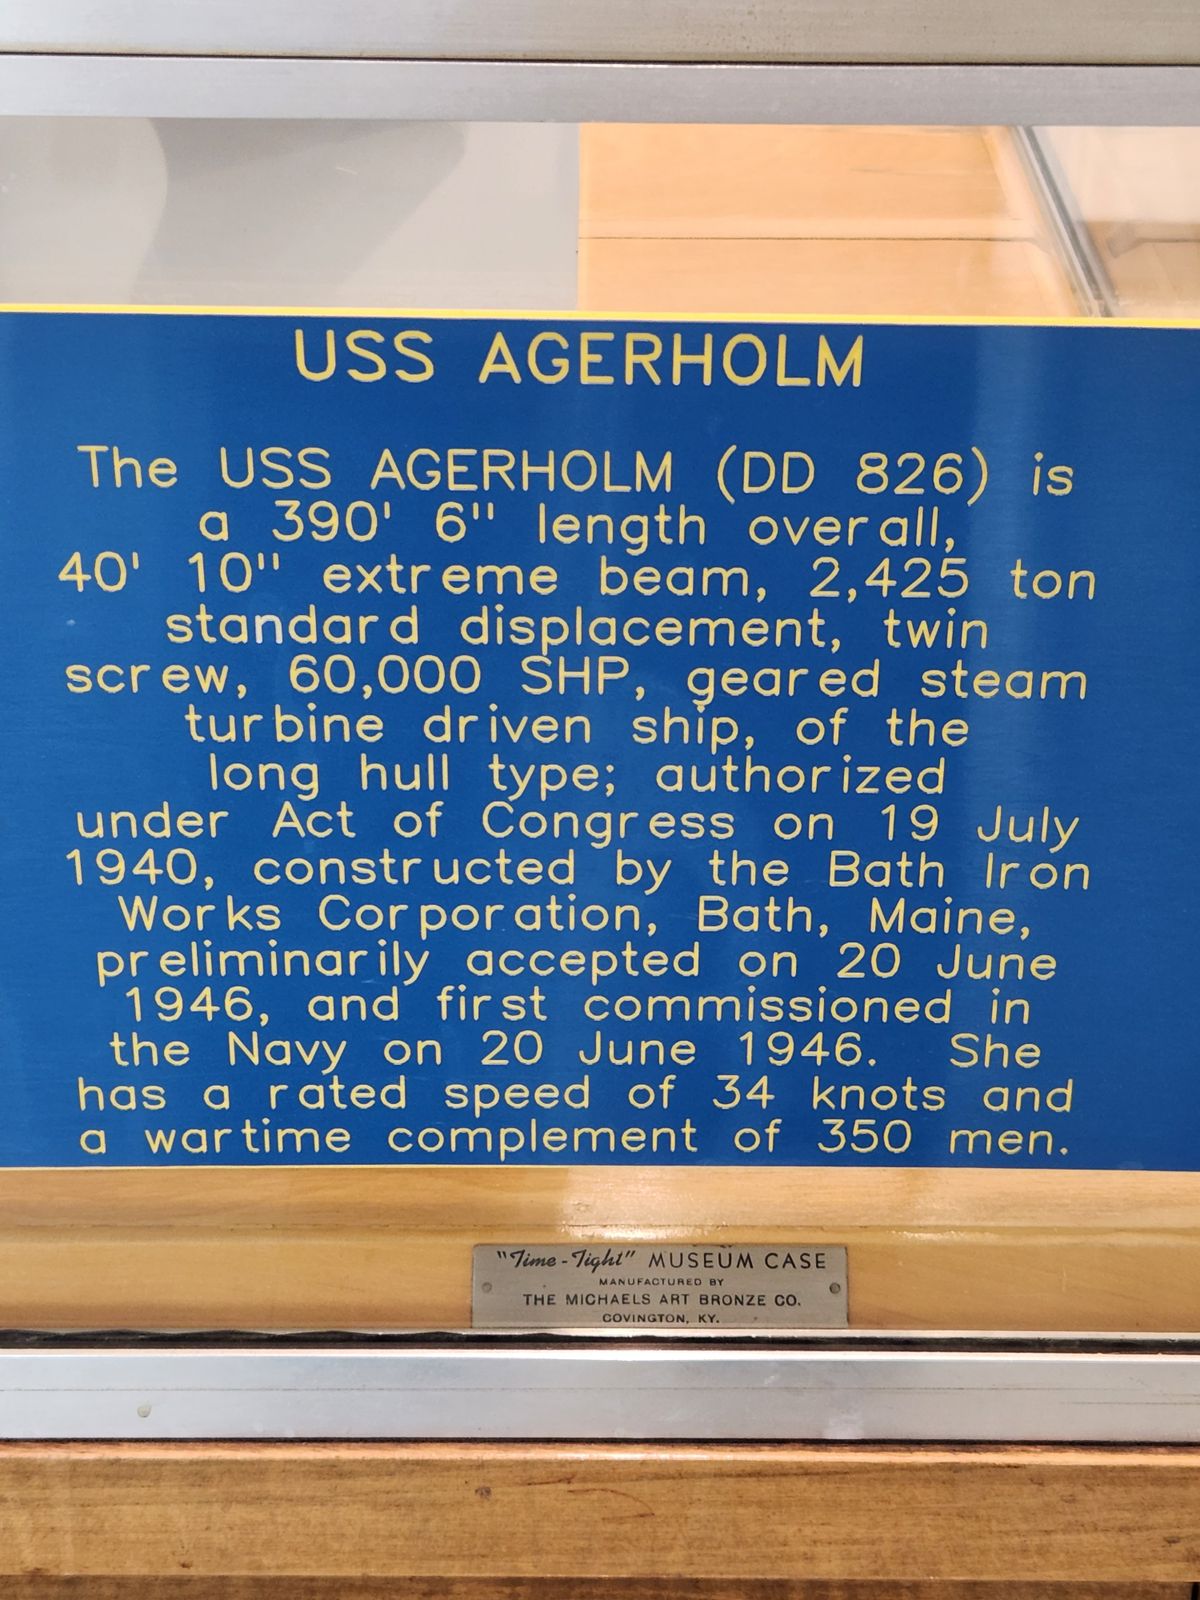 USS AGERHOLM
The USS AGERHOLM (DD 826) is
a 390' 6" length overall,
40' 10" extreme beam, 2,425 ton
standard displacement, twin
screw, 60,000 SHP, geared steam
turbine driven ship, of the
long hull type; authorized
under Act of Congress on 19 July
1940, constructed by the Bath Iron
Works Corporation, Bath, Maine,
preliminarily accepted on 20 June
1946, and first commissioned in
the Navy on 20 June 1946. She
has a rated speed of 34 knots and
a wartime complement of 350 men.
"Time-Tight" MUSEUM CASE
MANUFACTURED BY
THE MICHAELS ART BRONZE CO.
COVINGTON, KY.